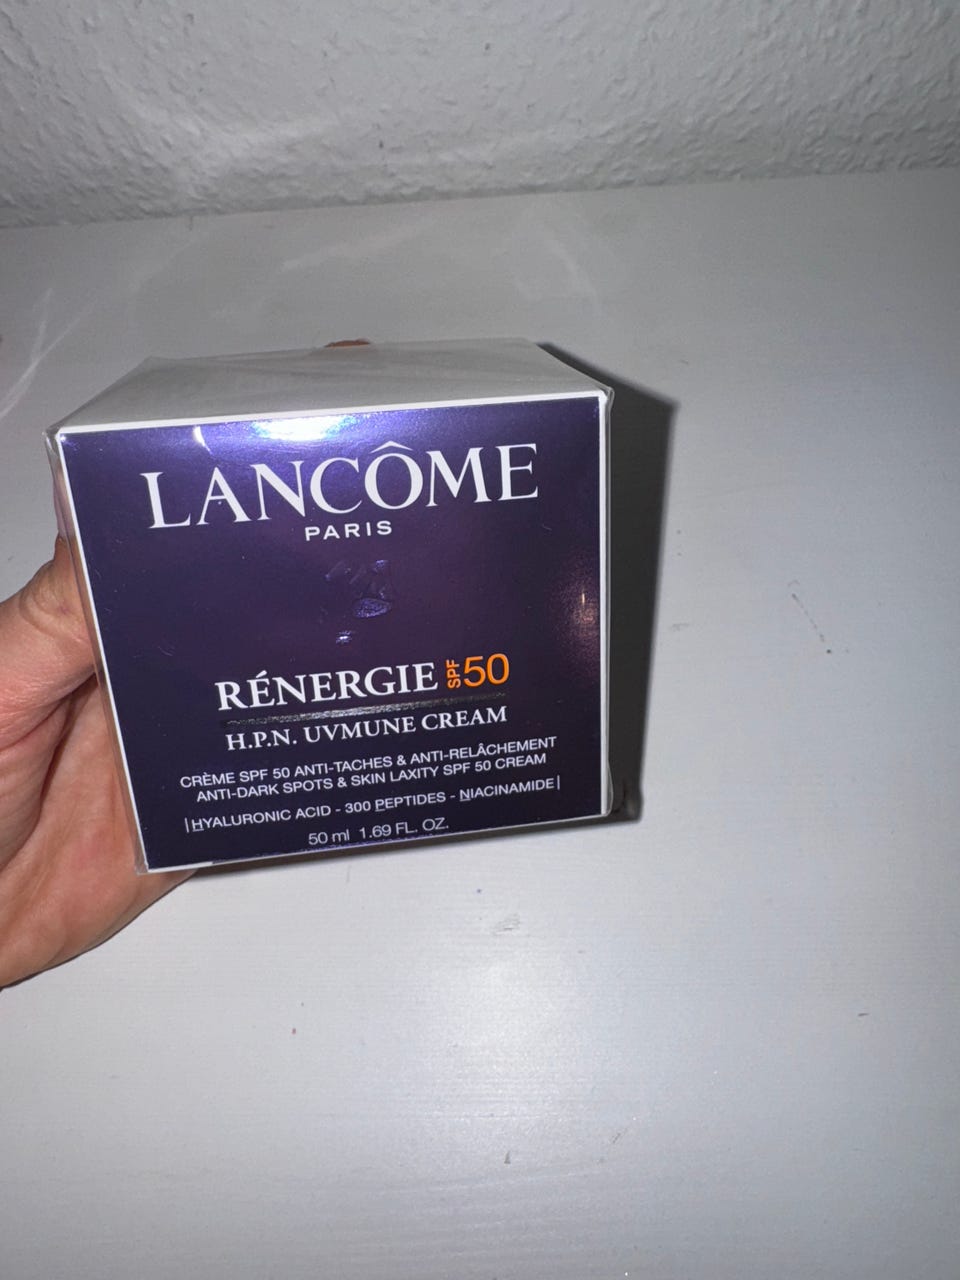 LANCÔME
PARIS
RÉNERGIE SPF 50
H.P.N. UVMUNE CREAM
CRÈME SPF 50 ANTI-TACHES & ANTI-RELÂCHEMENT
ANTI-DARK SPOTS & SKIN LAXITY SPF 50 CREAM
|HYALURONIC ACID - 300 PEPTIDES - NIACINAMIDE|
50 ml 1.69 FL. OZ.